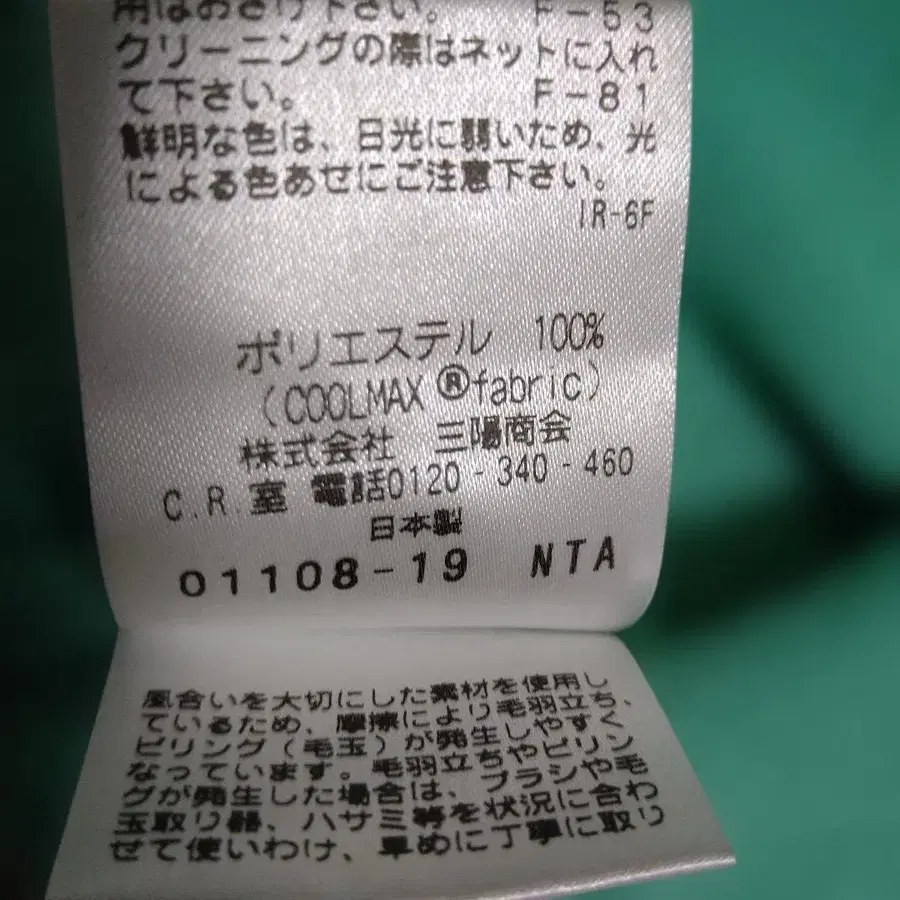 用はおさけ下さい。 F-53
クリーニングの際はネットに入れ
て下さい。 F-81
鮮明な色は、日光に弱いため、光
による色あせにご注意下さい。
IR-6F
ポリエステル 100%
(COOLMAX®fabric)
株式会社 三陽商会
C.R.室 電話0120-340-460
日本製
01108-19 NTA
風合いを大切にした素材を使用し
ているため、摩擦により毛羽立ち、
ピリング(毛玉)が発生しやすく
なっています。毛羽立ちやピリン
グが発生した場合は、ブラシや毛
玉取り器、ハサミ等を状況に合わ
せて使いわけ、早めに丁寧に取り